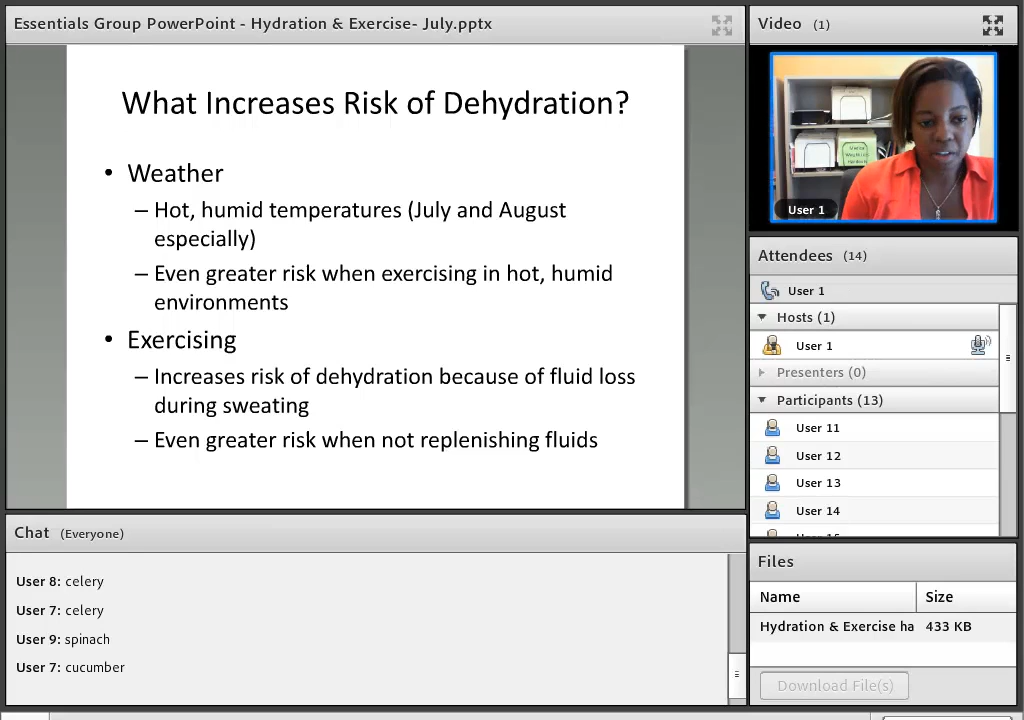 Essentials Group PowerPoint - Hydration & Exercise- July.pptx
What Increases Risk of Dehydration?
• Weather
– Hot, humid temperatures (July and August
especially)
– Even greater risk when exercising in hot, humid
environments
• Exercising
– Increases risk of dehydration because of fluid loss
during sweating
– Even greater risk when not replenishing fluids
Chat (Everyone)
User 8: celery
User 7: celery
User 9: spinach
User 7: cucumber
Video (1)
User 1
Attendees (14)
User 1
Hosts (1)
User 1
Presenters (0)
Participants (13)
User 11
User 12
User 13
User 14
Files
Name Size
Hydration & Exercise ha 433 KB
Download File(s)